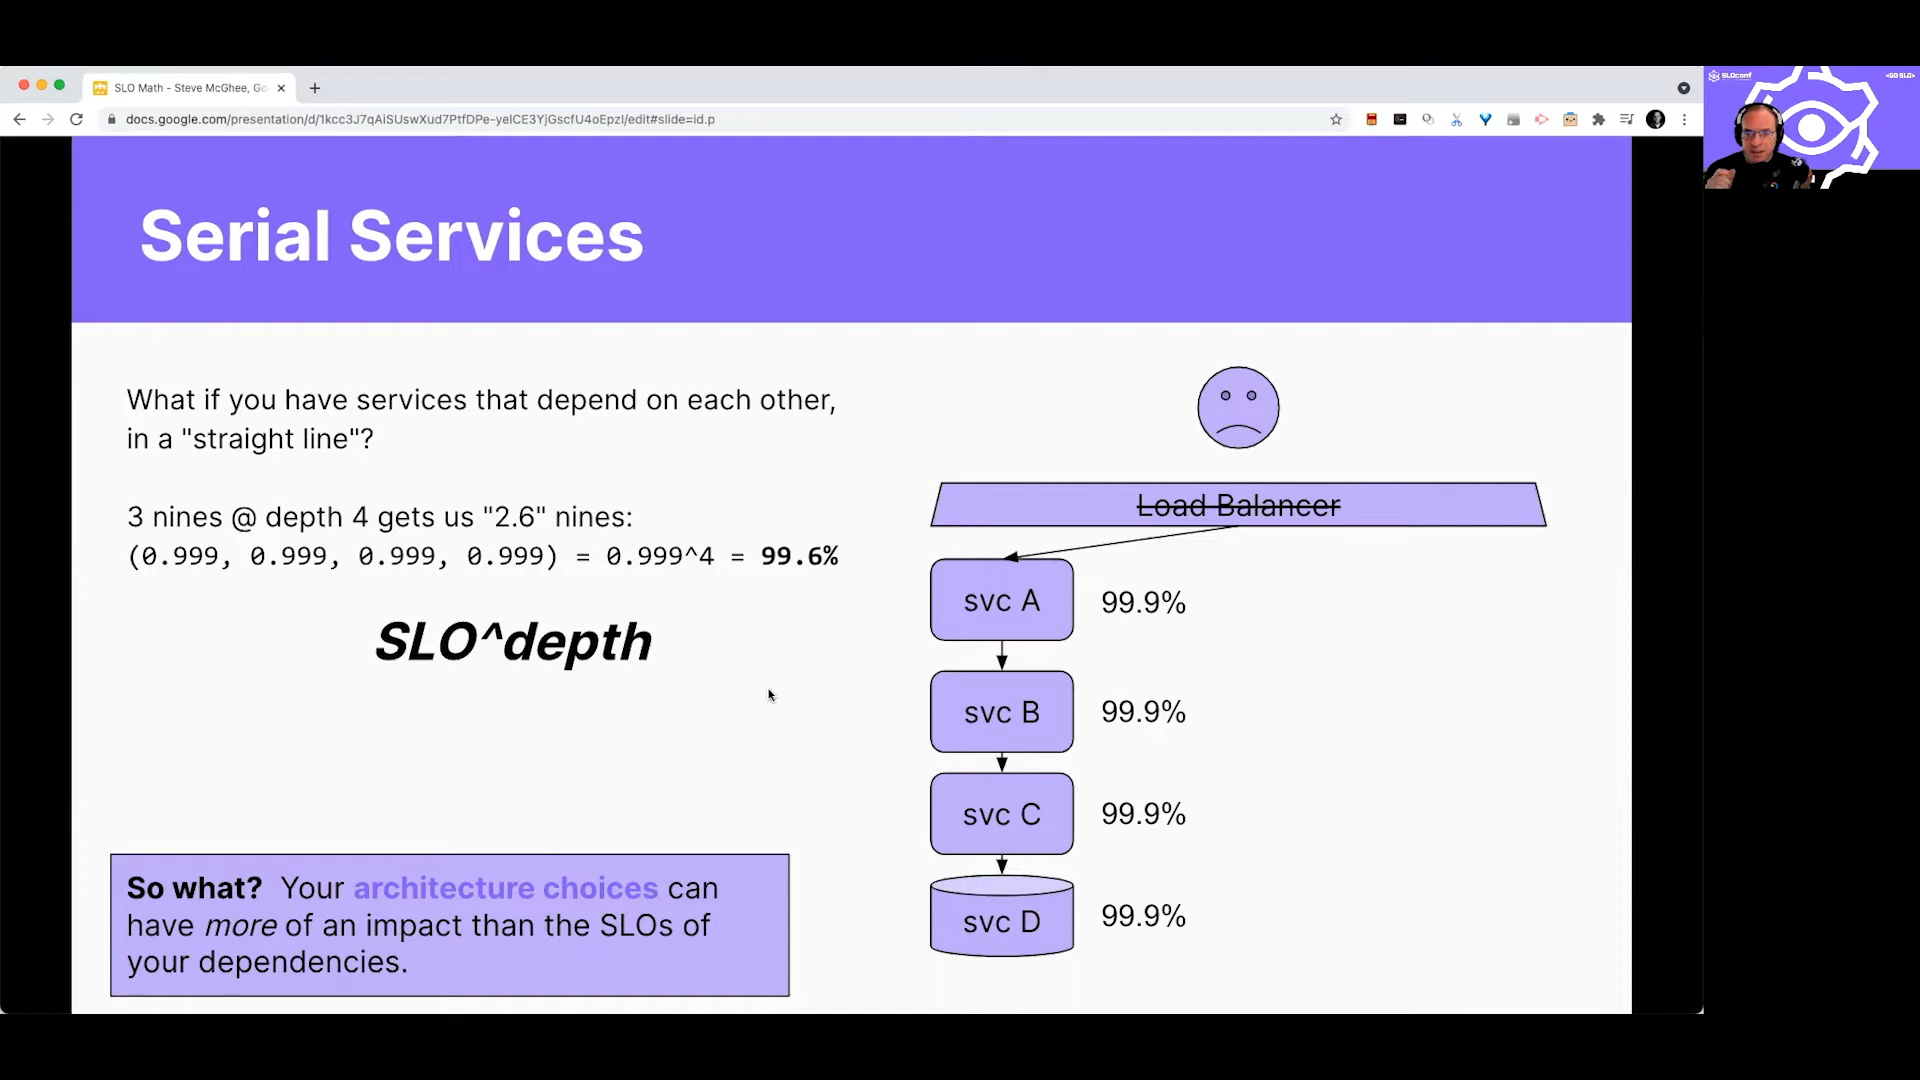 SLO Math - Steve McGhee, Go
docs.google.com/presentation/d/1kcc3J7qAiSUswXud7PtfDPe-yelCE3YjGscfU4oEpzI/edit#slide=id.p
SLOconf
<GO SLO>
Serial Services
What if you have services that depend on each other,
in a "straight line"?
3 nines @ depth 4 gets us "2.6" nines:
(0.999, 0.999, 0.999, 0.999) = 0.999^4 = 99.6%
SLO^depth
So what? Your architecture choices can
have more of an impact than the SLOs of
your dependencies.
Load Balancer
svc A 99.9%
svc B 99.9%
svc C 99.9%
svc D 99.9%